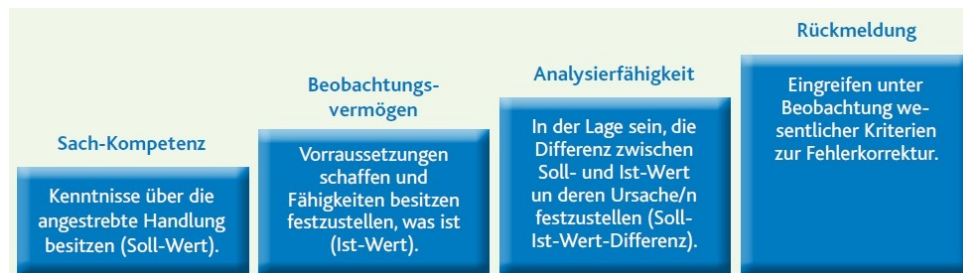 Sach-Kompetenz
Kenntnisse über die
angestrebte Handlung
besitzen (Soll-Wert).
Beobachtungs-
vermögen
Vorraussetzungen
schaffen und
Fähigkeiten besitzen
festzustellen, was ist
(Ist-Wert).
Analysierfähigkeit
In der Lage sein, die
Differenz zwischen
Soll- und Ist-Wert
un deren Ursache/n
festzustellen (Soll-
Ist-Wert-Differenz).
Rückmeldung
Eingreifen unter
Beobachtung we-
sentlicher Kriterien
zur Fehlerkorrektur.